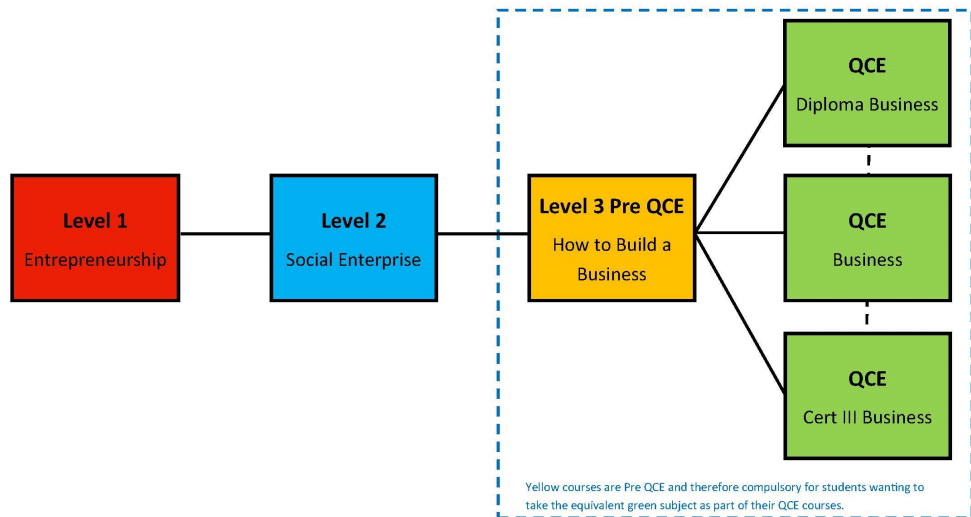 Level 1
Entrepreneurship
Level 2
Social Enterprise
Level 3 Pre QCE
How to Build a
Business
QCE
Diploma Business
QCE
Business
QCE
Cert III Business
Yellow courses are Pre QCE and therefore compulsory for students wanting to
take the equivalent green subject as part of their QCE courses.